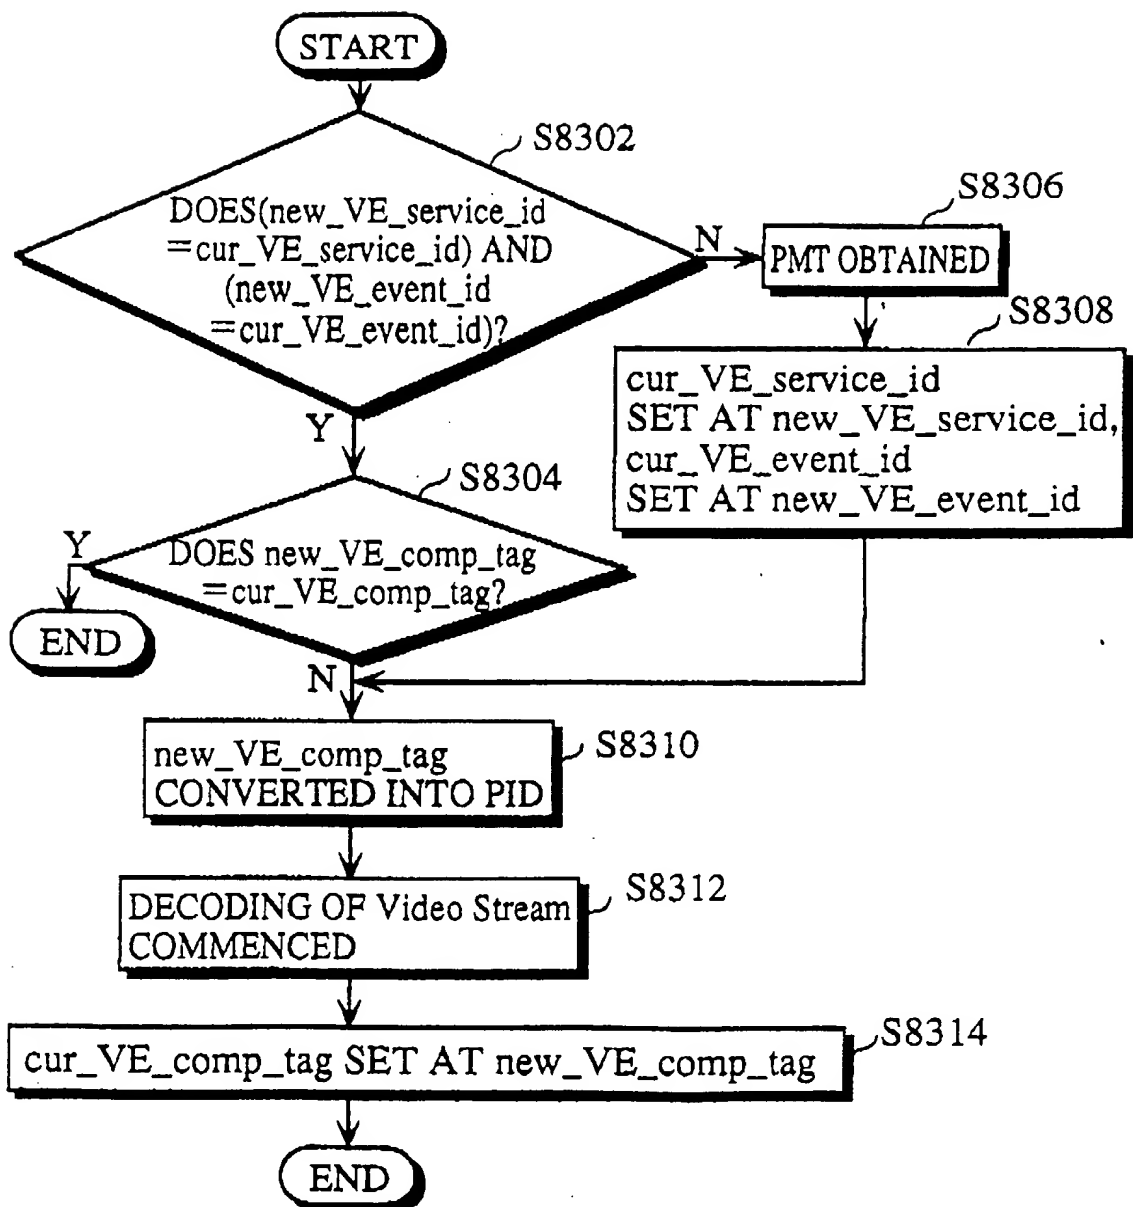 START
S8302
DOES(new_VE_service_id
=cur_VE_service_id) AND
(new_VE_event_id
=cur_VE_event_id)?
N
S8306
PMT OBTAINED
S8308
cur_VE_service_id
SET AT new_VE_service_id,
cur_VE_event_id
SET AT new_VE_event_id
Y
S8304
DOES new_VE_comp_tag
=cur_VE_comp_tag?
Y
END
N
S8310
new_VE_comp_tag
CONVERTED INTO PID
S8312
DECODING OF Video Stream
COMMENCED
S8314
cur_VE_comp_tag SET AT new_VE_comp_tag
END